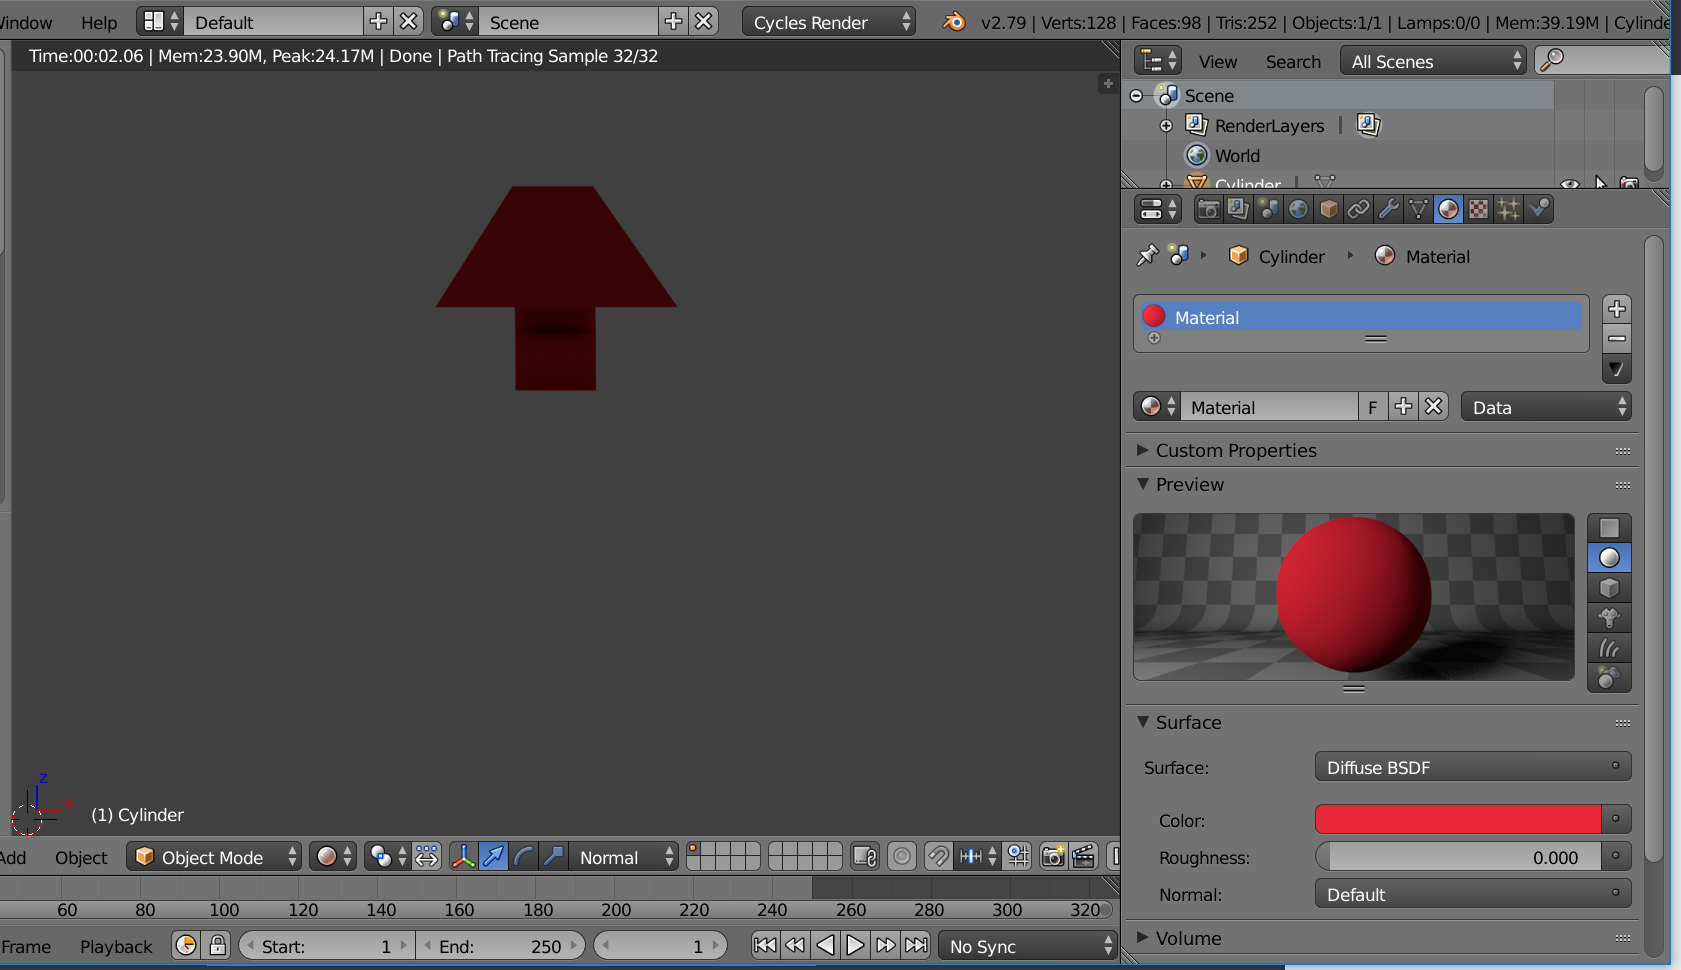 Window Help Default Scene Cycles Render v2.79 | Verts:128 | Faces:98 | Tris:252 | Objects:1/1 | Lamps:0/0 | Mem:39.19M | Cylinde
Time:00:02.06 | Mem:23.90M, Peak:24.17M | Done | Path Tracing Sample 32/32
View Search All Scenes
Scene
RenderLayers |
World
Cylinder |
Cylinder Material
Material
Material F Data
Custom Properties
Preview
Surface
Surface: Diffuse BSDF
Color:
Roughness: 0.000
Normal: Default
Volume
z
x
(1) Cylinder
Add Object Object Mode Normal
60 80 100 120 140 160 180 200 220 240 260 280 300 320
Frame Playback Start: 1 End: 250 1 No Sync